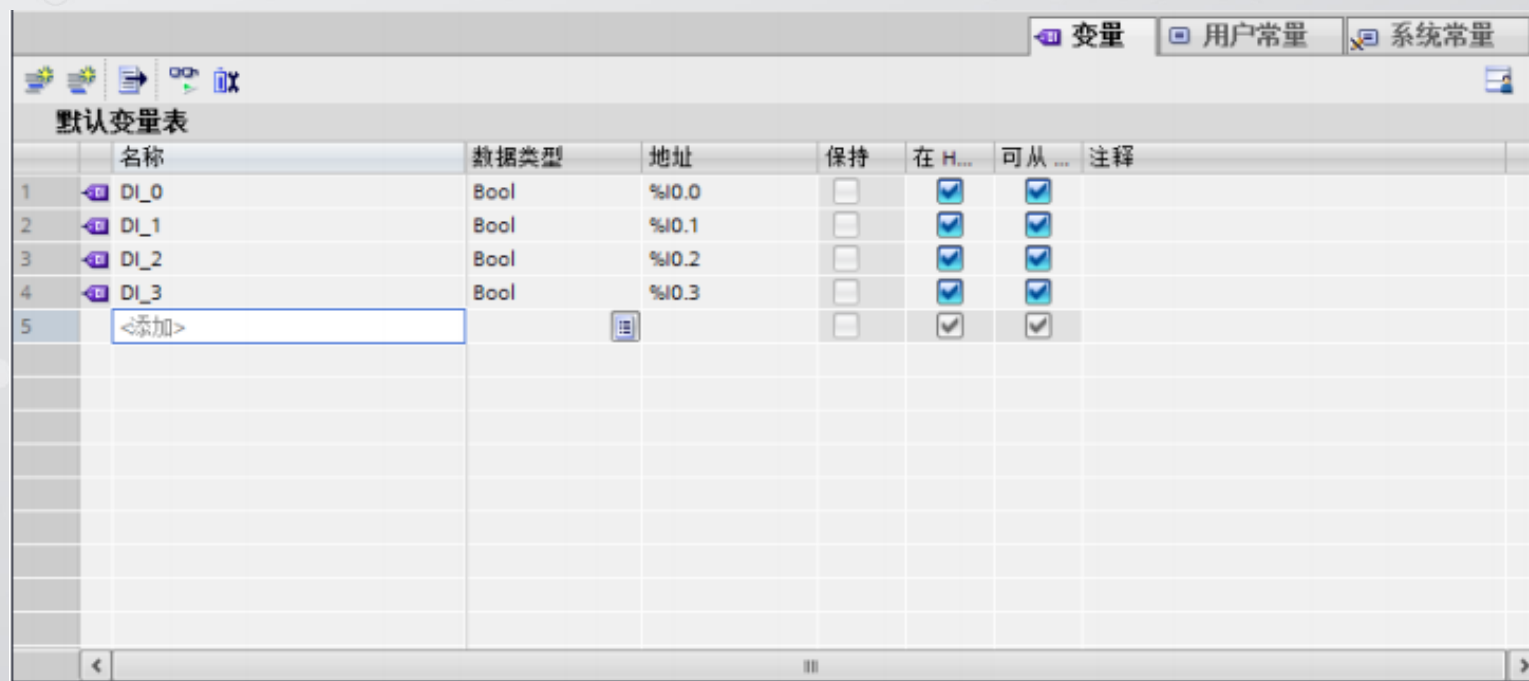 变量 用户常量 系统常量
默认变量表
名称 数据类型 地址 保持 在 H... 可从 ... 注释
1 DI_0 Bool %I0.0
2 DI_1 Bool %I0.1
3 DI_2 Bool %I0.2
4 DI_3 Bool %I0.3
5 <添加>